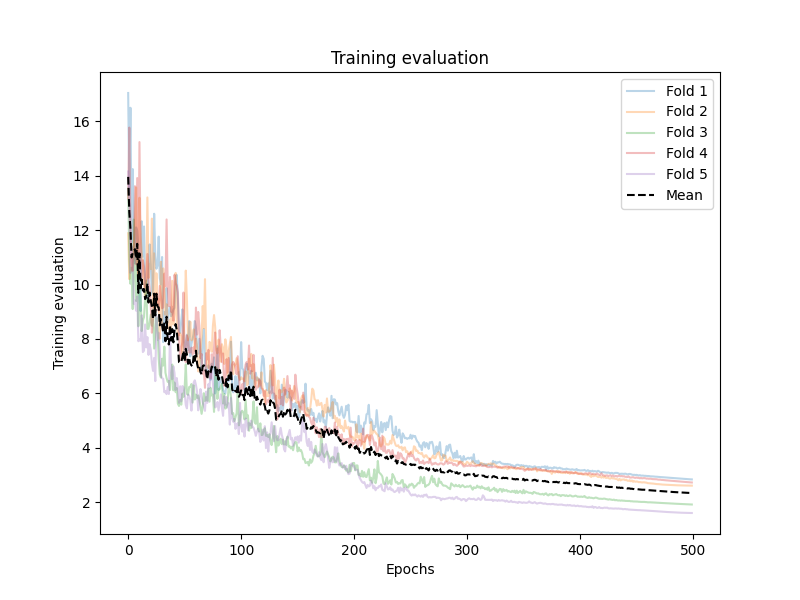 Training evaluation
Fold 1
Fold 2
Fold 3
Fold 4
Fold 5
Mean
Training evaluation
16
14
12
10
8
6
4
2
0
100
200
300
400
500
Epochs